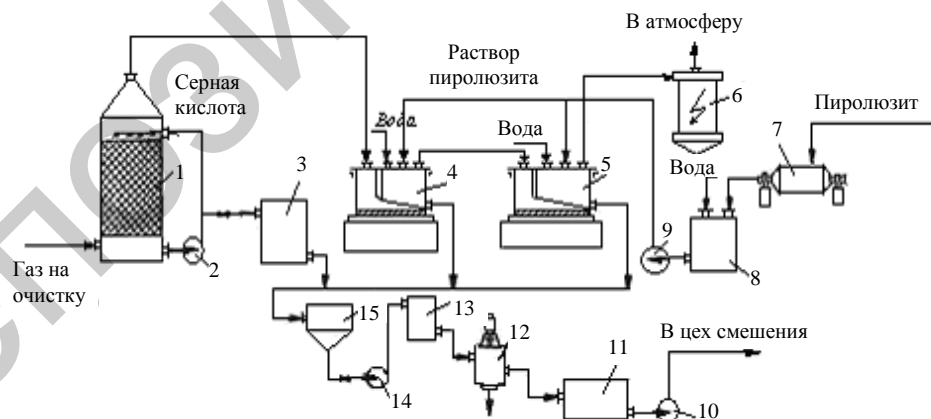 В атмосферу
Раствор
пиролюзита
Серная
кислота
Вода
Вода
Пиролюзит
Вода
1
2
3
4
5
6
7
8
9
Газ на
очистку
15
13
12
11
14
10
В цех смешения